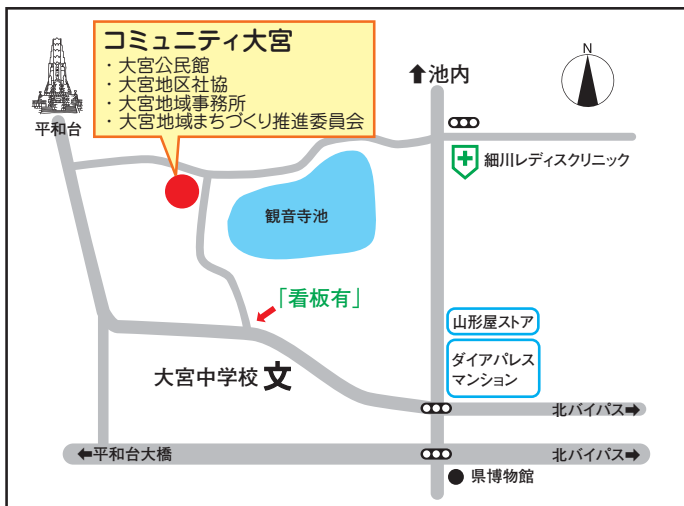 コミュニティ大宮
・大宮公民館
・大宮地区社協
・大宮地域事務所
・大宮地域まちづくり推進委員会
平和台
⬆池内
N
細川レディスクリニック
観音寺池
「看板有」
山形屋ストア
ダイアパレス
マンション
大宮中学校 文
北バイパス➡
⬅平和台大橋
北バイパス➡
県博物館